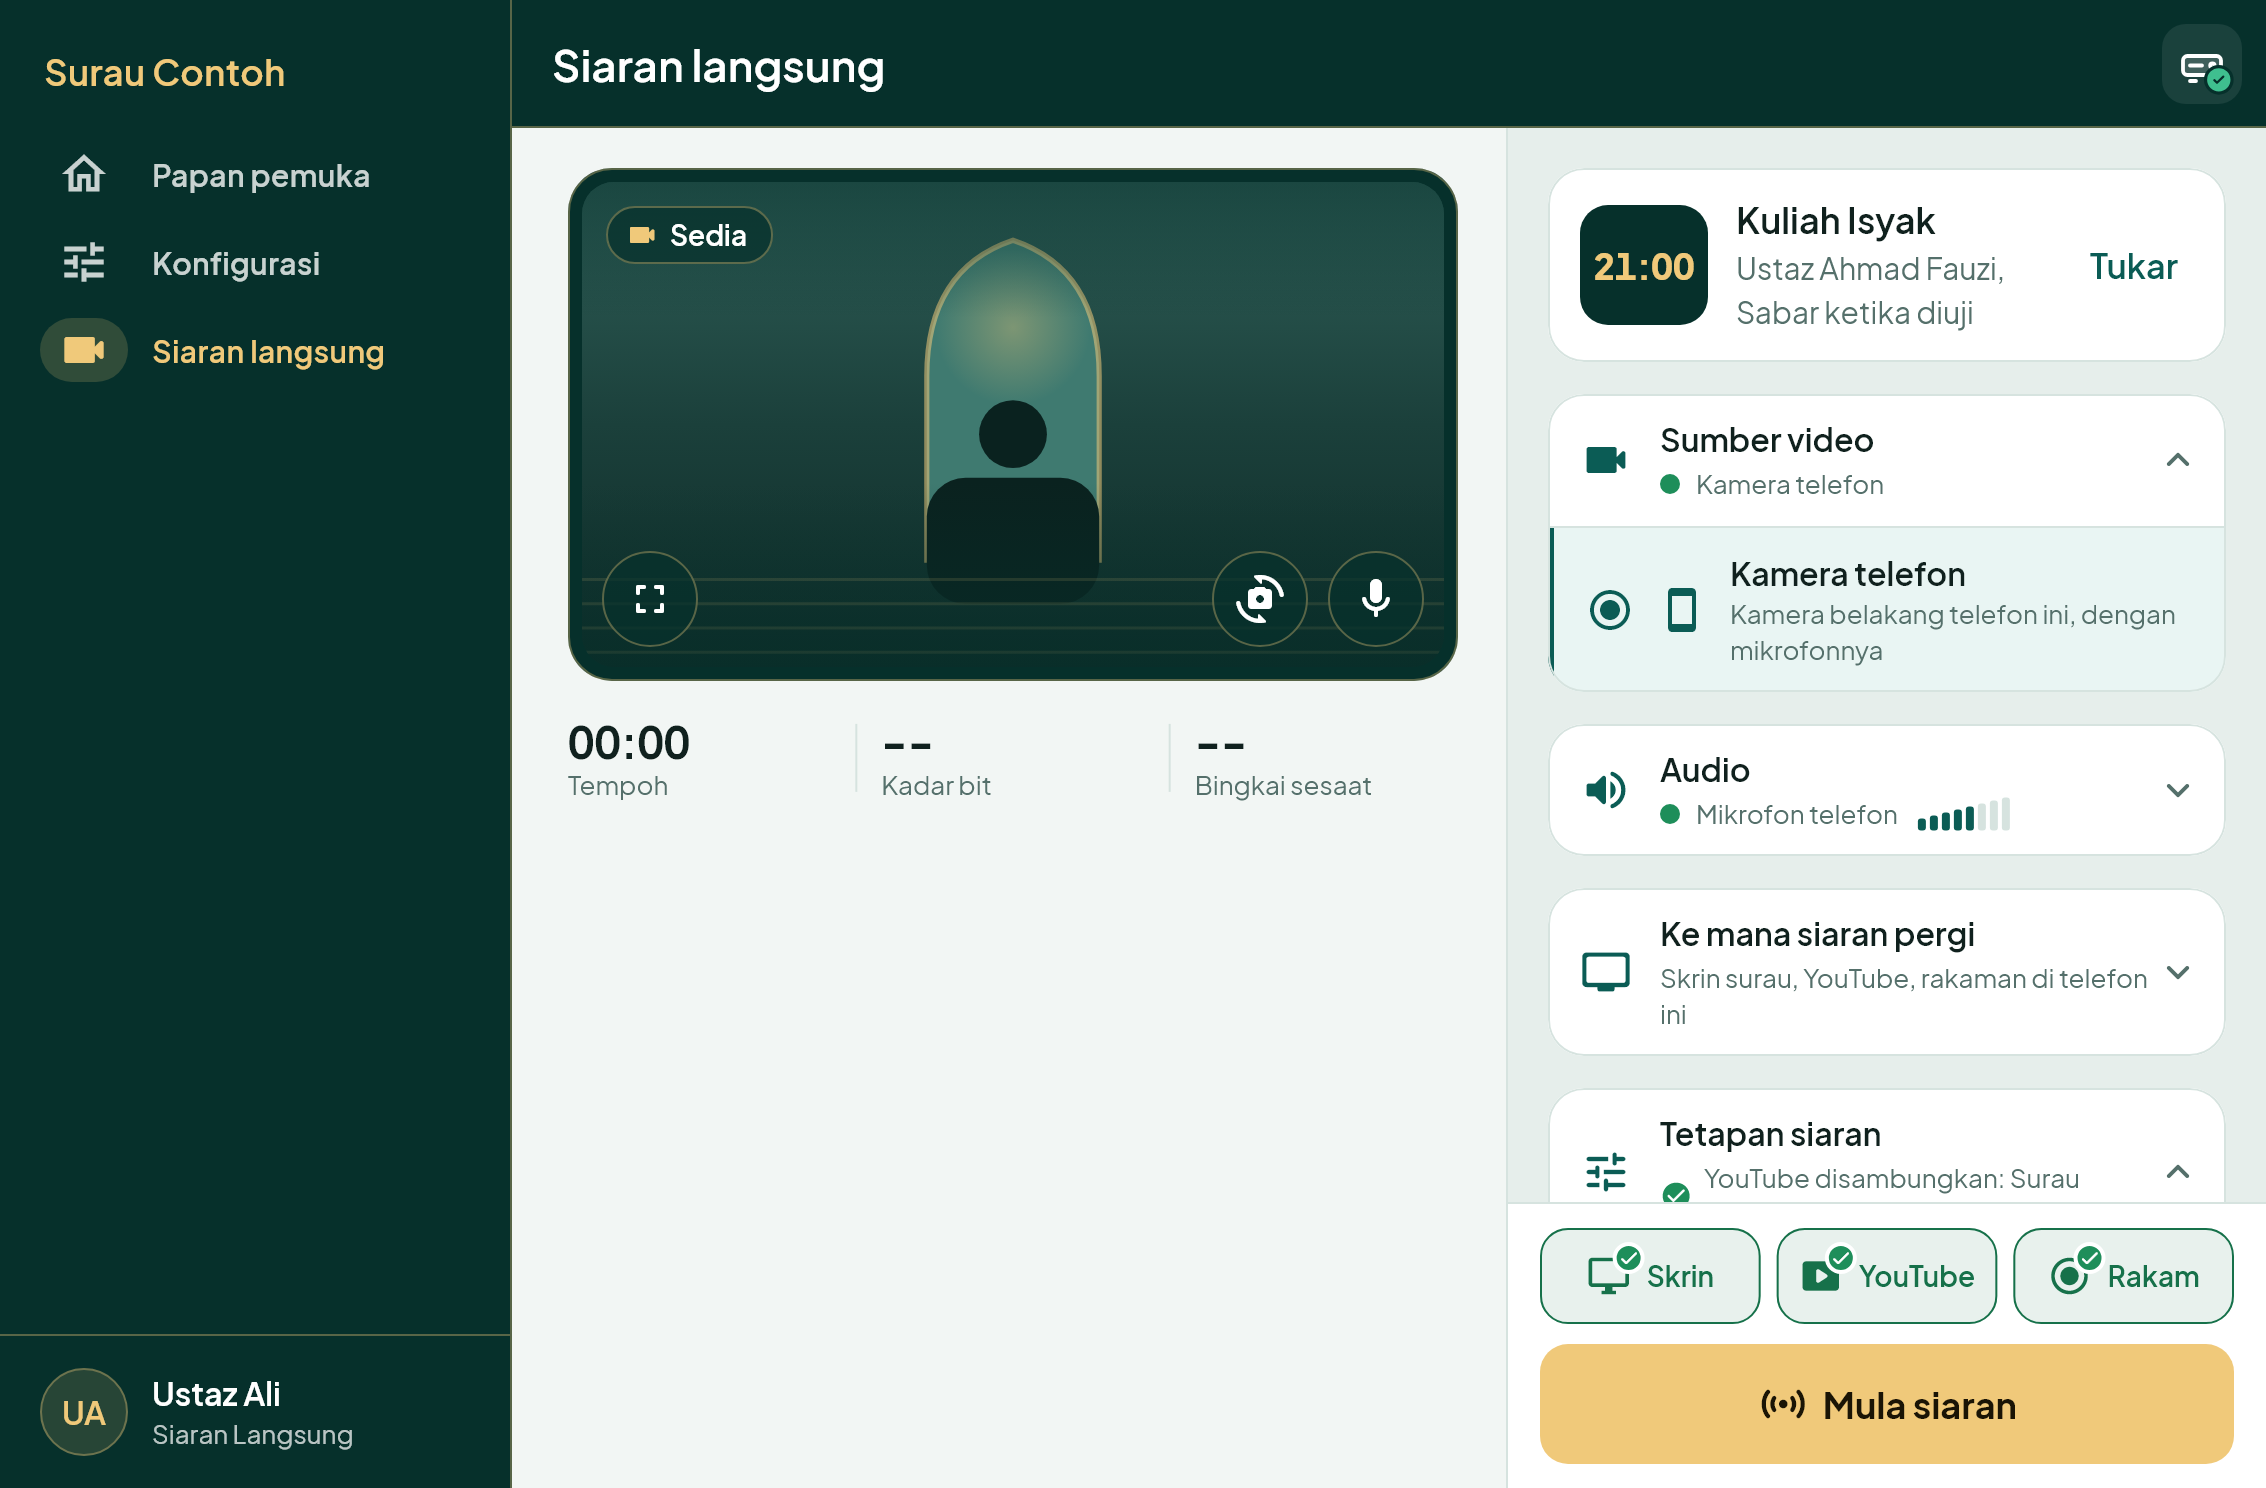 Surau Contoh
Papan pemuka
Konfigurasi
Siaran langsung
Ustaz Ali
UA
Siaran Langsung
Siaran langsung
Sedia
00:00
Tempoh
--
Kadar bit
--
Bingkai sesaat
21:00
Kuliah Isyak
Ustaz Ahmad Fauzi,
Sabar ketika diuji
Tukar
Sumber video
Kamera telefon
Kamera telefon
Kamera belakang telefon ini, dengan
mikrofonnya
Audio
Mikrofon telefon
Ke mana siaran pergi
Skrin surau, YouTube, rakaman di telefon
ini
Tetapan siaran
YouTube disambungkan: Surau
Skrin
YouTube
Rakam
Mula siaran